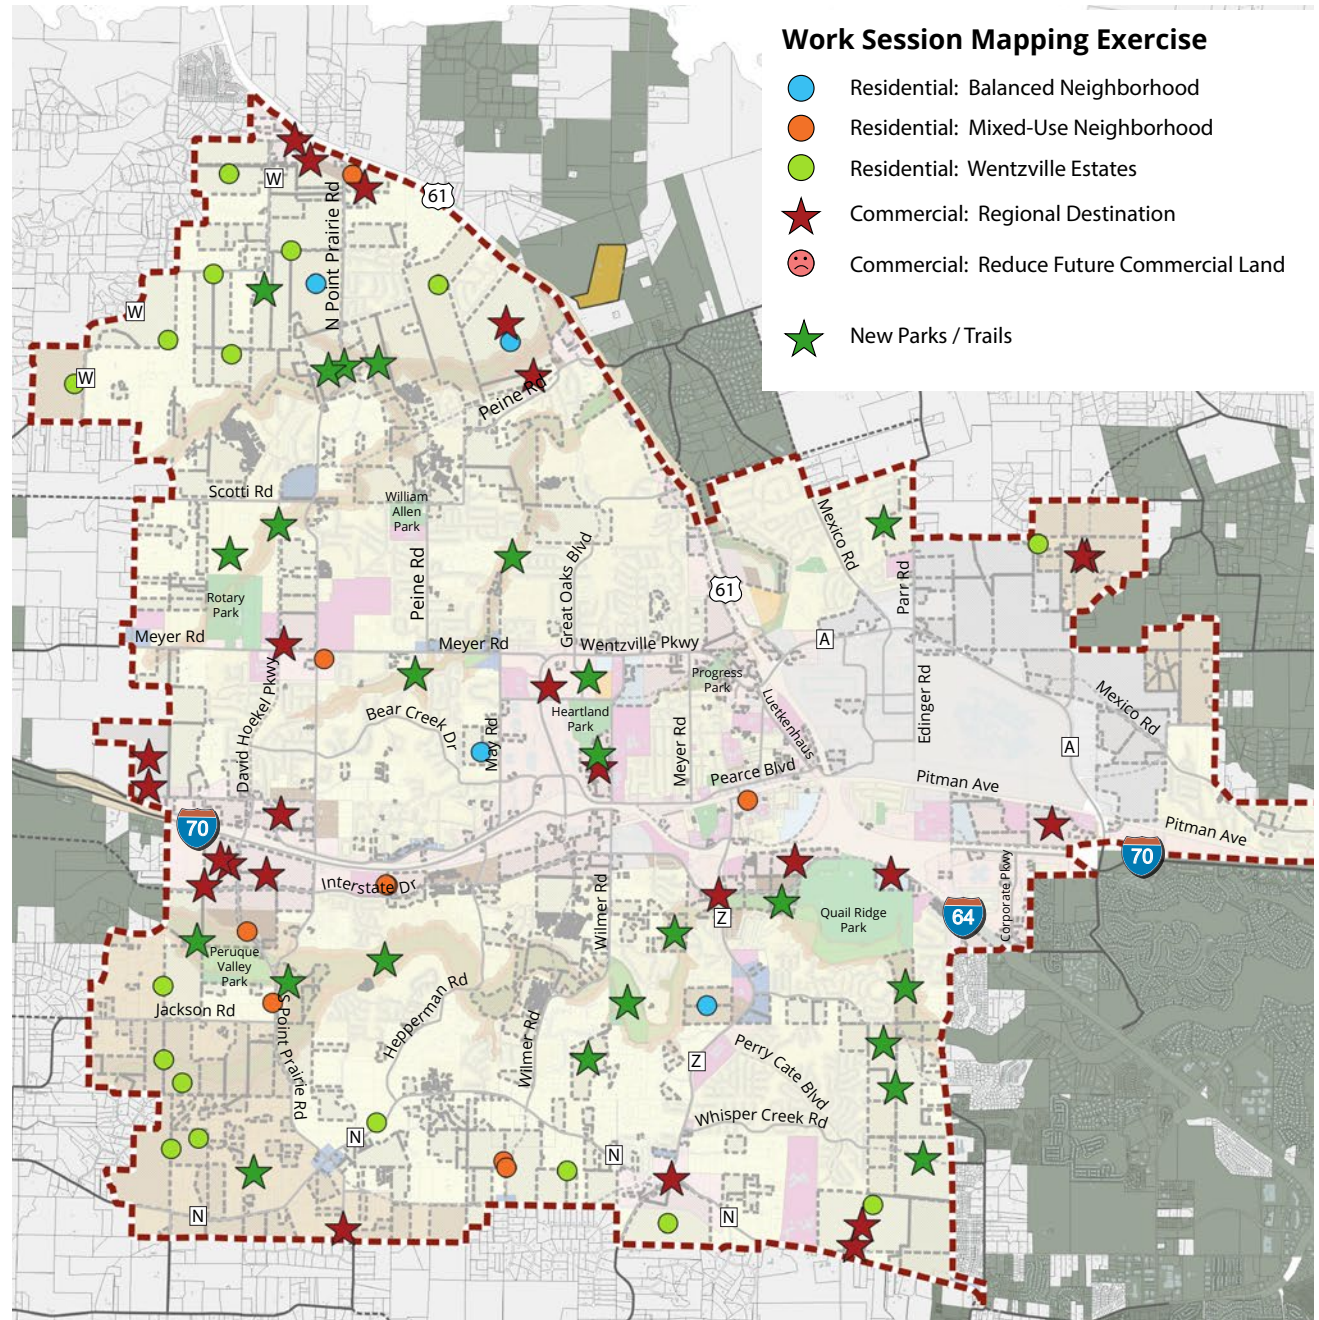 Work Session Mapping Exercise
Residential: Balanced Neighborhood
Residential: Mixed-Use Neighborhood
Residential: Wentzville Estates
Commercial: Regional Destination
Commercial: Reduce Future Commercial Land
New Parks / Trails
W
61
N Point Prairie Rd
W
W
Peine Rd
Scotti Rd
William
Allen
Park
Mexico Rd
Great Oaks Blvd
Peine Rd
61
Parr Rd
Rotary
Park
Meyer Rd
Meyer Rd
Wentzville Pkwy
A
Progress
Park
Edinger Rd
Mexico Rd
David Hoekel Pkwy
Bear Creek Dr
May Rd
Heartland
Park
Meyer Rd
Luetkenhaus
A
Pearce Blvd
Pitman Ave
Pitman Ave
70
70
Interstate Dr
Corporate Pkwy
Wilmer Rd
Z
Quail Ridge
Park
64
Peruque
Valley
Park
Jackson Rd
S Point Prairie Rd
Hepperman Rd
Wilmer Rd
Z
Perry Cate Blvd
Whisper Creek Rd
N
N
N
N